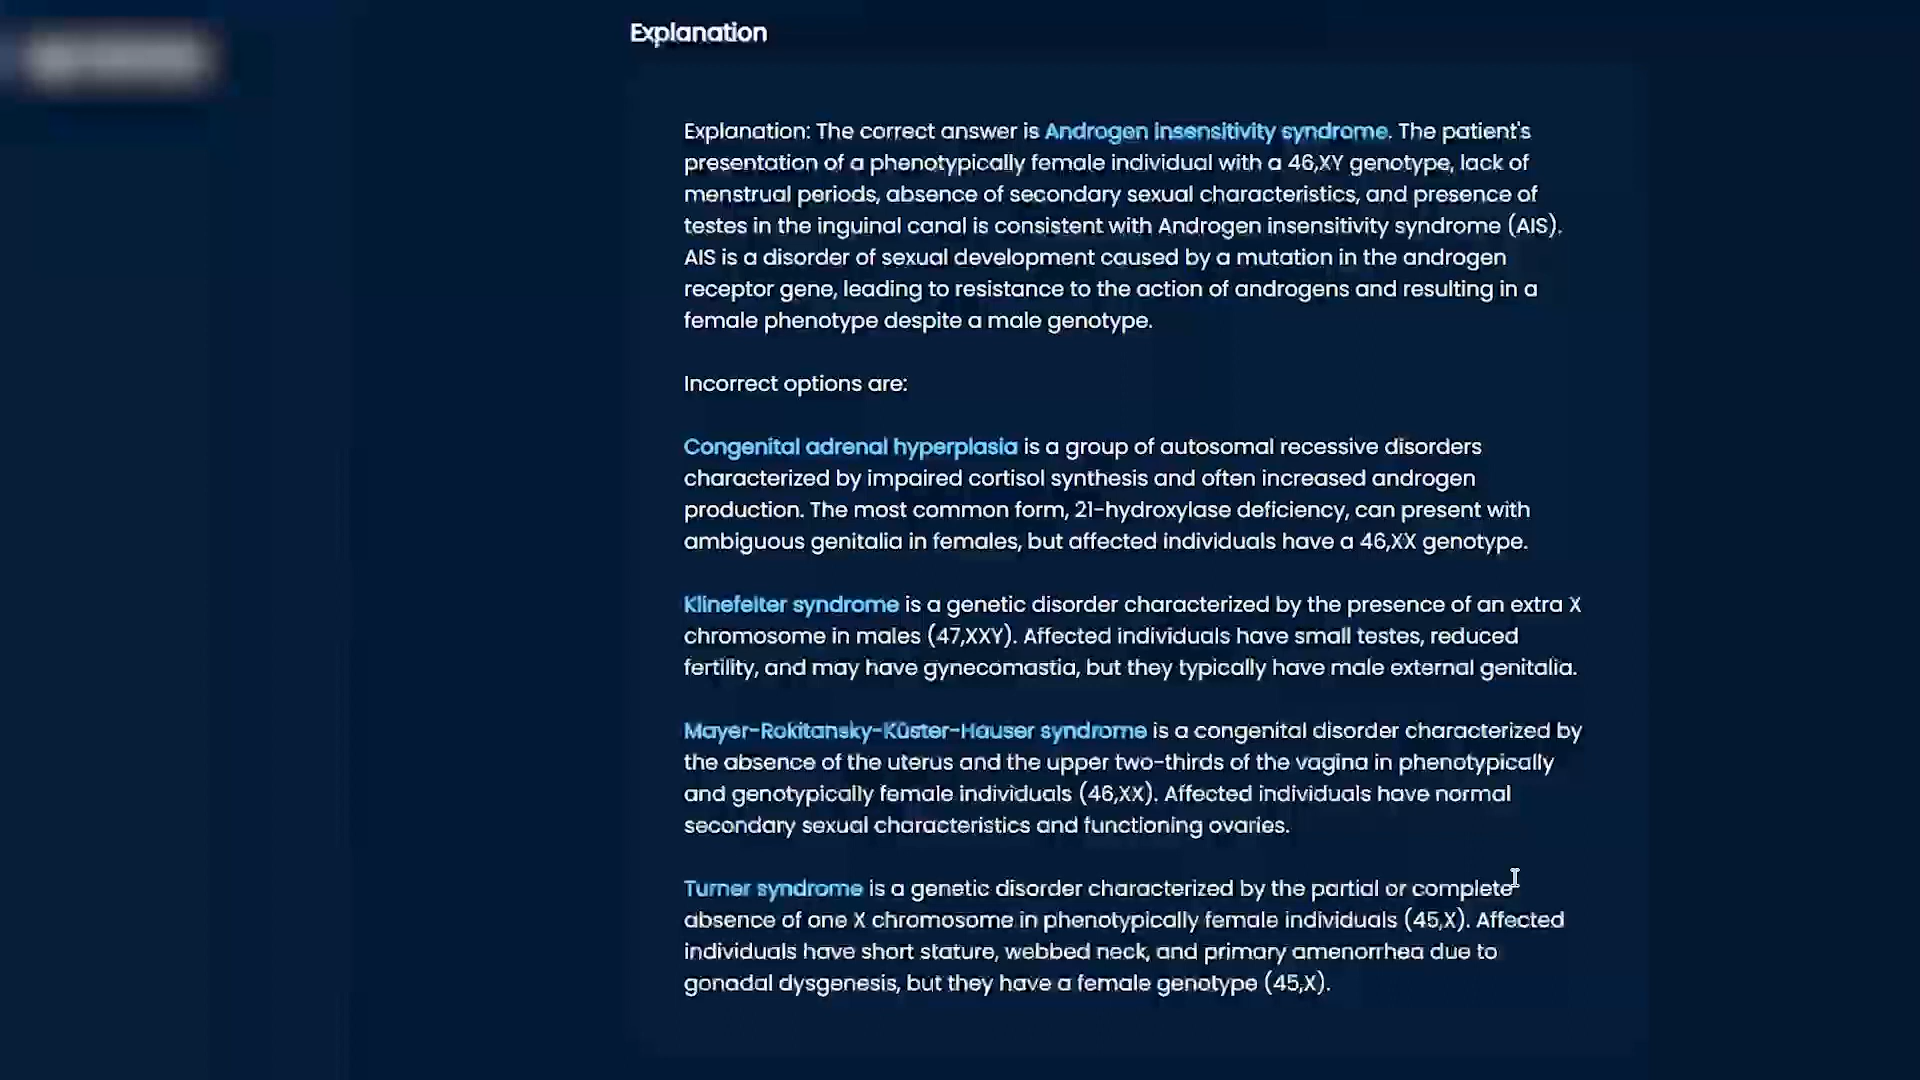 Explanation
Explanation: The correct answer is Androgen insensitivity syndrome. The patient's
presentation of a phenotypically female individual with a 46,XY genotype, lack of
menstrual periods, absence of secondary sexual characteristics, and presence of
testes in the inguinal canal is consistent with Androgen insensitivity syndrome (AIS).
AIS is a disorder of sexual development caused by a mutation in the androgen
receptor gene, leading to resistance to the action of androgens and resulting in a
female phenotype despite a male genotype.
Incorrect options are:
Congenital adrenal hyperplasia is a group of autosomal recessive disorders
characterized by impaired cortisol synthesis and often increased androgen
production. The most common form, 21-hydroxylase deficiency, can present with
ambiguous genitalia in females, but affected individuals have a 46,XX genotype.
Klinefelter syndrome is a genetic disorder characterized by the presence of an extra X
chromosome in males (47,XXY). Affected individuals have small testes, reduced
fertility, and may have gynecomastia, but they typically have male external genitalia.
Mayer-Rokitansky-Küster-Hauser syndrome is a congenital disorder characterized by
the absence of the uterus and the upper two-thirds of the vagina in phenotypically
and genotypically female individuals (46,XX). Affected individuals have normal
secondary sexual characteristics and functioning ovaries.
Turner syndrome is a genetic disorder characterized by the partial or complete
absence of one X chromosome in phenotypically female individuals (45,X). Affected
individuals have short stature, webbed neck, and primary amenorrhea due to
gonadal dysgenesis, but they have a female genotype (45,X).